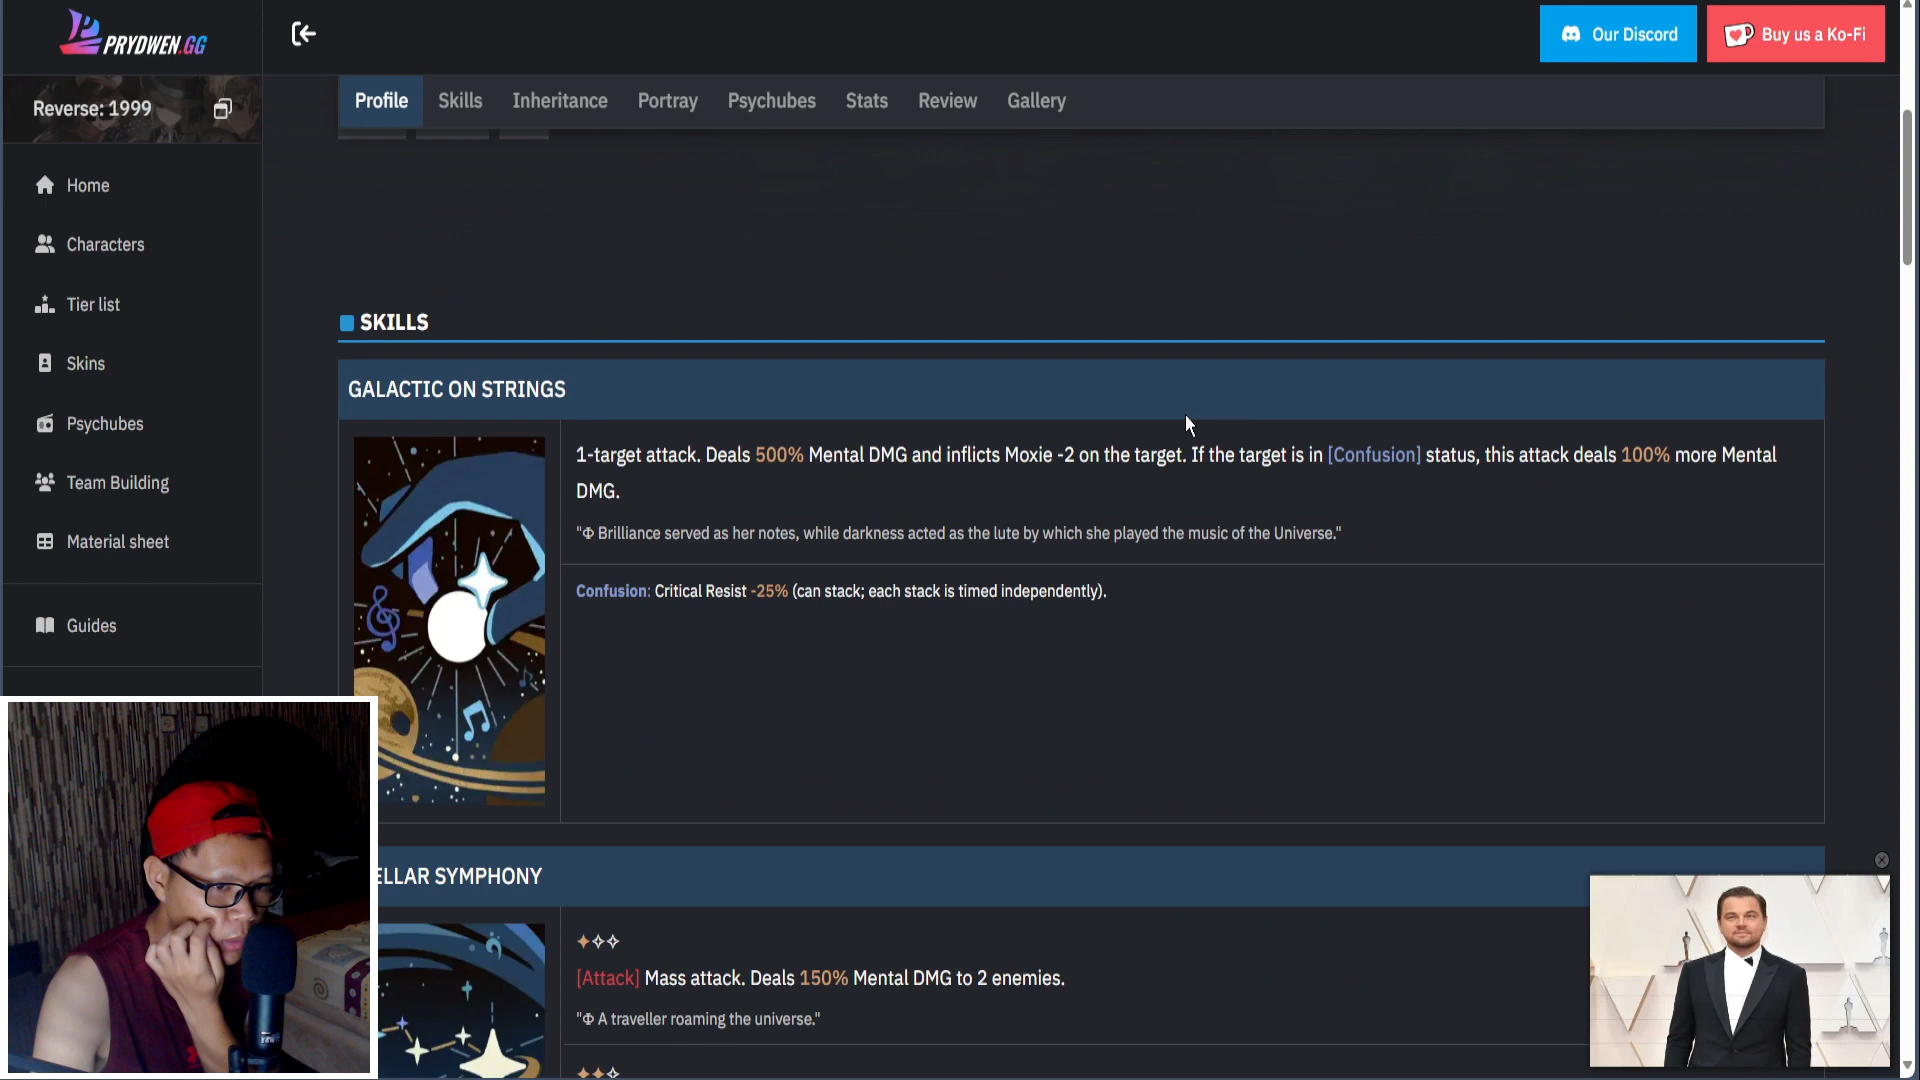 PRYDWEN.GG
Our Discord
Buy us a Ko-Fi
Reverse: 1999
Profile
Skills
Inheritance
Portray
Psychubes
Stats
Review
Gallery
Home
Characters
Tier list
Skins
Psychubes
Team Building
Material sheet
Guides
SKILLS
GALACTIC ON STRINGS
1-target attack. Deals 500% Mental DMG and inflicts Moxie -2 on the target. If the target is in [Confusion] status, this attack deals 100% more Mental
DMG.
"Φ Brilliance served as her notes, while darkness acted as the lute by which she played the music of the Universe."
Confusion: Critical Resist -25% (can stack; each stack is timed independently).
ELLAR SYMPHONY
[Attack] Mass attack. Deals 150% Mental DMG to 2 enemies.
"Φ A traveller roaming the universe."